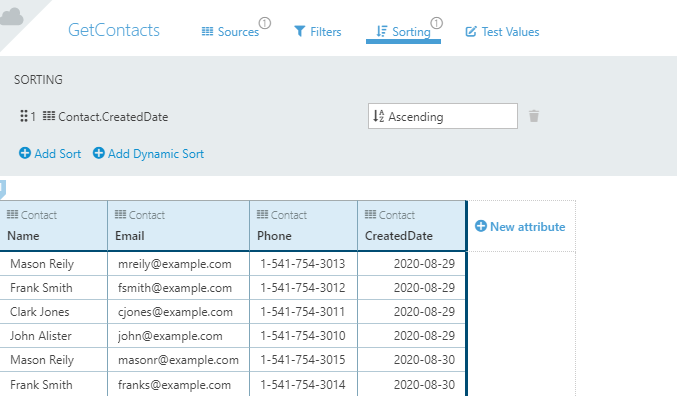 GetContacts Sources 1 Filters Sorting 1 Test Values
SORTING
1 Contact.CreatedDate Ascending
Add Sort Add Dynamic Sort
Contact Contact Contact Contact
Name Email Phone CreatedDate New attribute
Mason Reily mreily@example.com 1-541-754-3013 2020-08-29
Frank Smith fsmith@example.com 1-541-754-3012 2020-08-29
Clark Jones cjones@example.com 1-541-754-3011 2020-08-29
John Alister john@example.com 1-541-754-3010 2020-08-29
Mason Reily masonr@example.com 1-541-754-3015 2020-08-30
Frank Smith franks@example.com 1-541-754-3014 2020-08-30